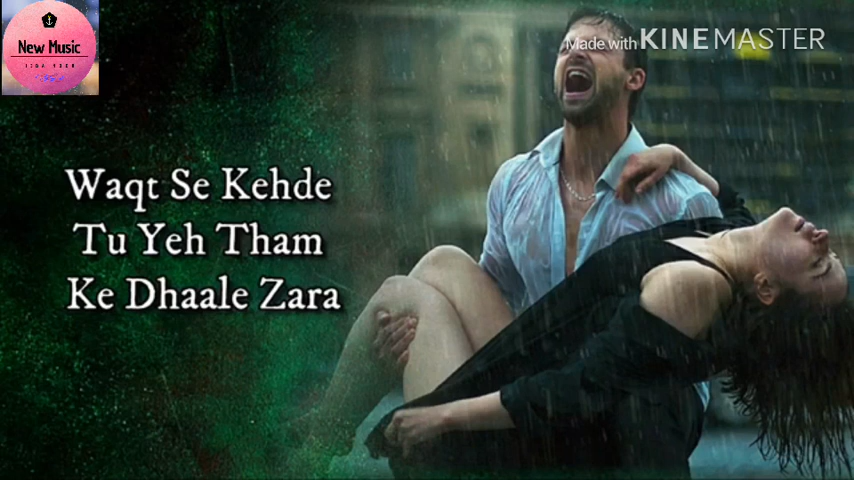 New Music
Made with KINEMASTER
Waqt Se Kehde
Tu Yeh Tham
Ke Dhaale Zara